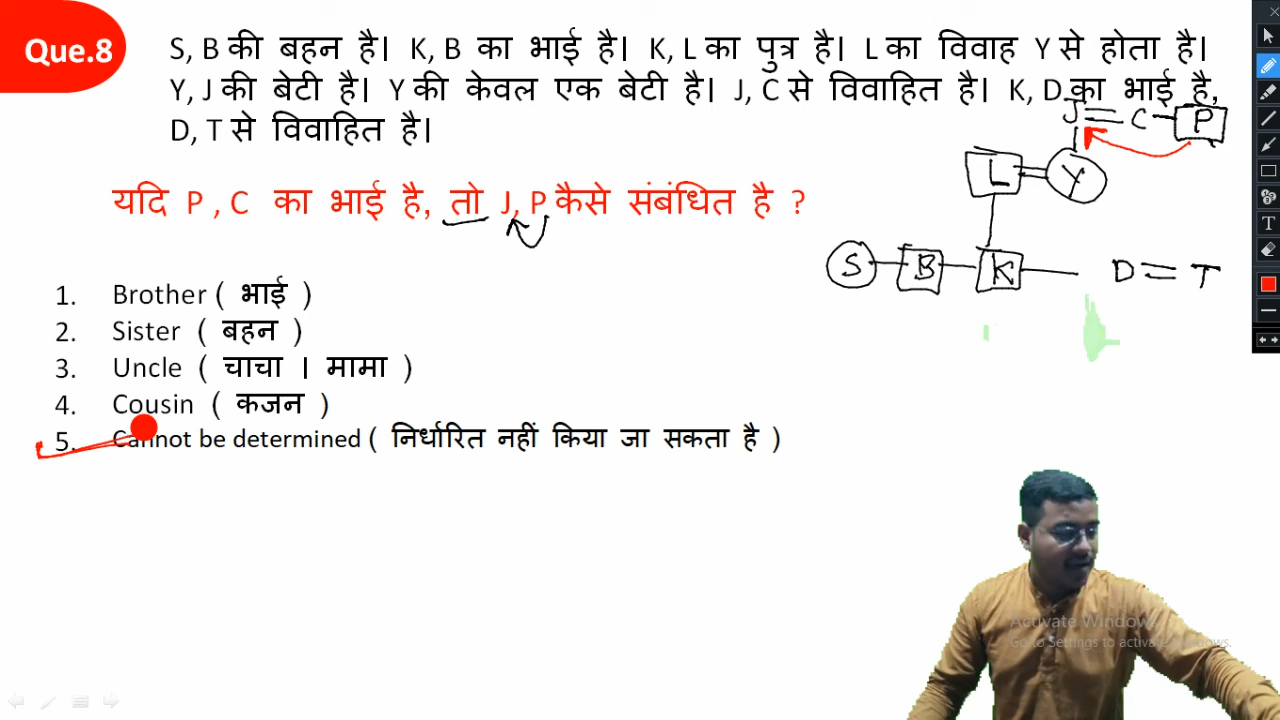 Que.8
S, B की बहन है। K, B का भाई है। K, L का पुत्र है। L का विवाह Y से होता है।
Y, J की बेटी है। Y की केवल एक बेटी है। J, C से विवाहित है। K, D का भाई है,
D, T से विवाहित है।
J = C - P
L = Y
यदि P , C का भाई है, तो J, P कैसे संबंधित है ?
S - B - K - D = T
1. Brother ( भाई )
2. Sister ( बहन )
3. Uncle ( चाचा । मामा )
4. Cousin ( कजन )
5. Cannot be determined ( निर्धारित नहीं किया जा सकता है )
Activate Windows
Go to Settings to activate Windows.